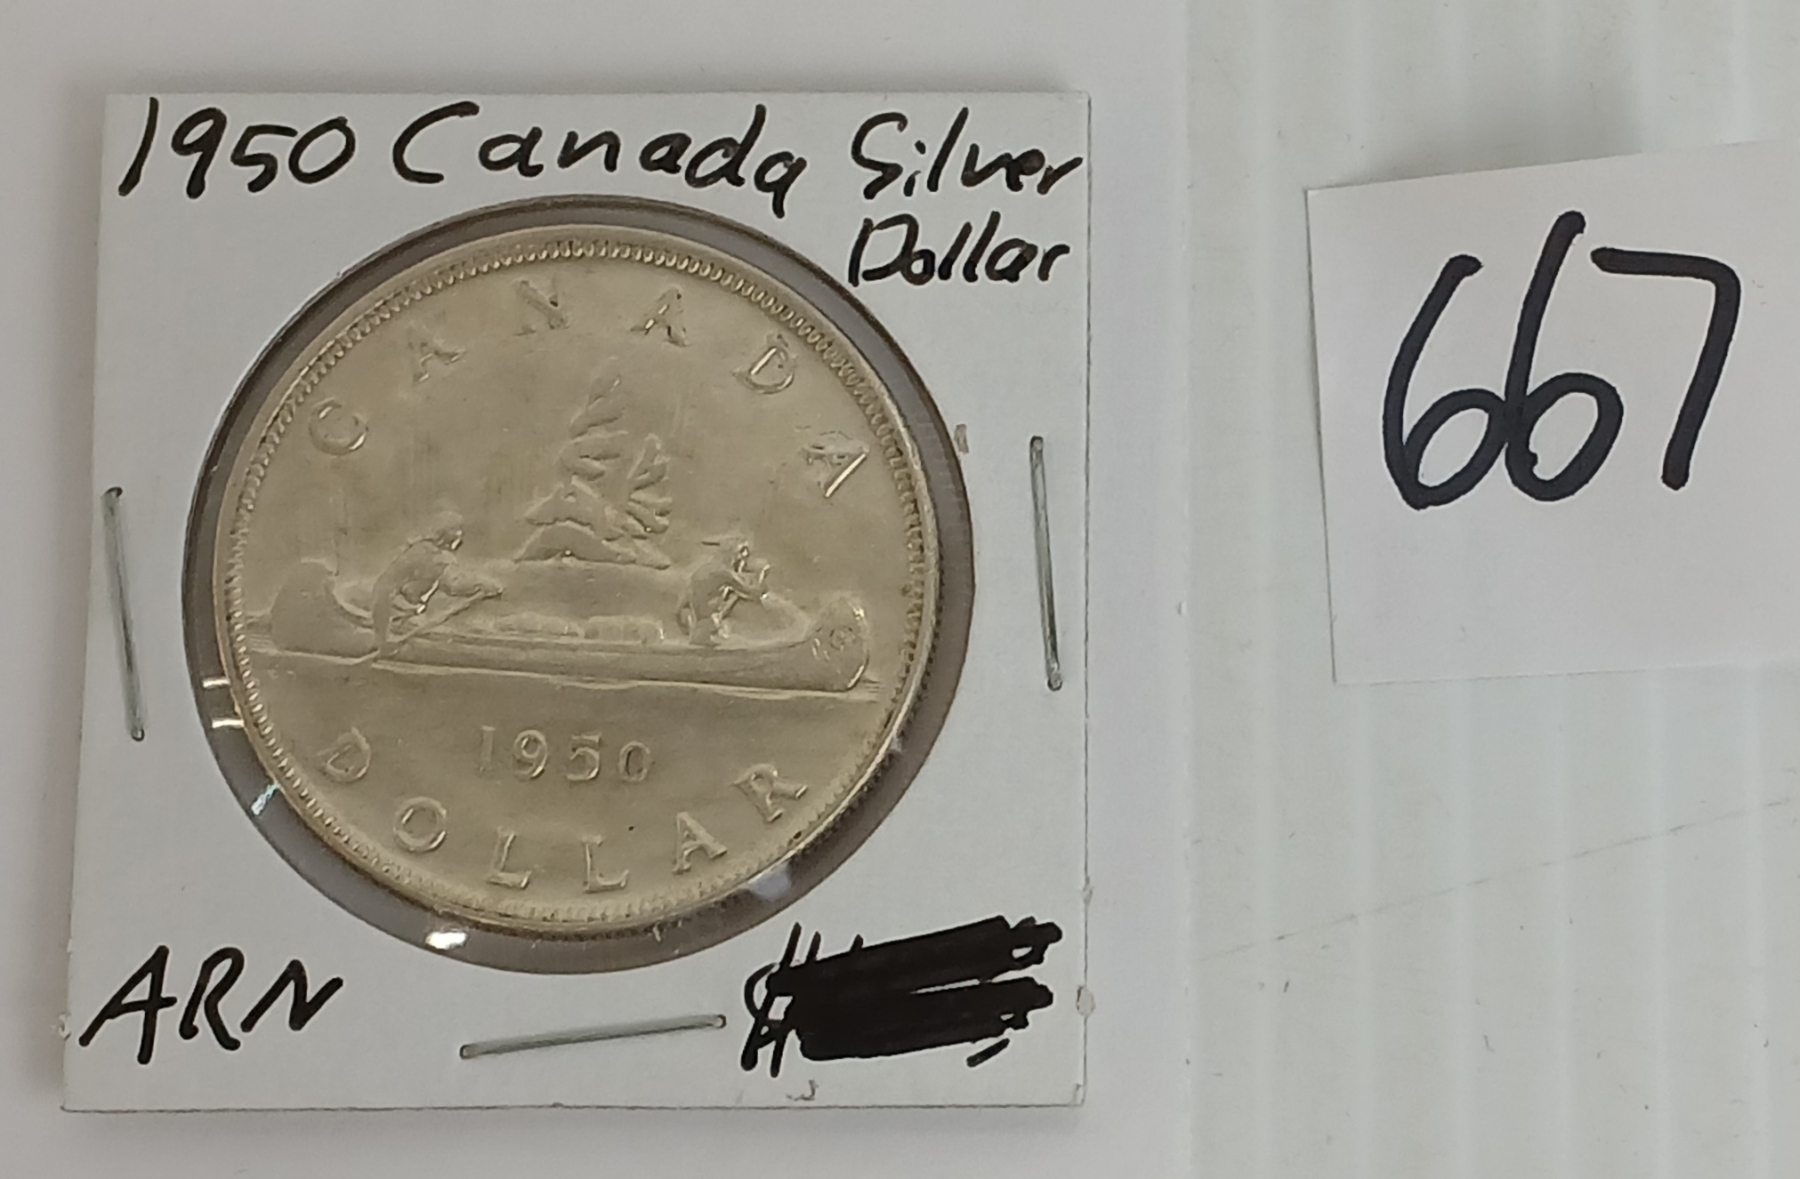 1950 Canada Silver
Dollar
CANADA
1950
DOLLAR
ARN
$
667